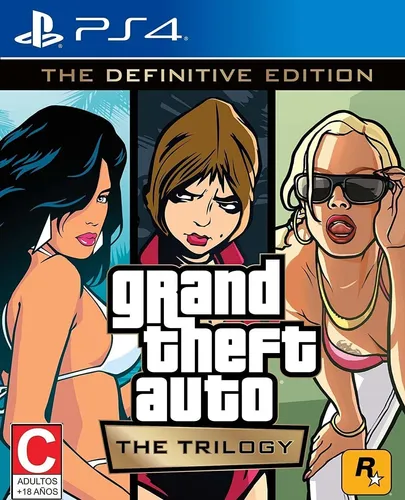 PS4
THE DEFINITIVE EDITION
grand
theft
auto
THE TRILOGY
C
ADULTOS
+18 AÑOS
R